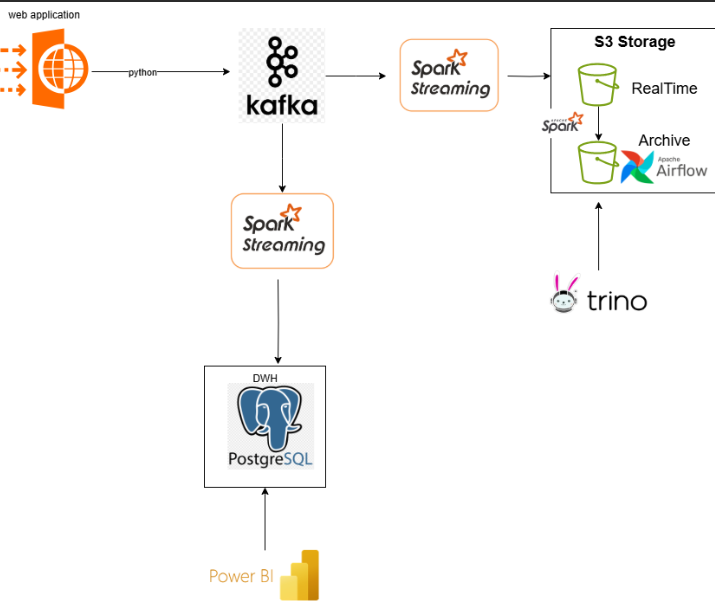 web application
python
kafka
Spark
Streaming
S3 Storage
RealTime
APACHE
Spark
Archive
Apache
Airflow
Spark
Streaming
trino
DWH
PostgreSQL
Power BI